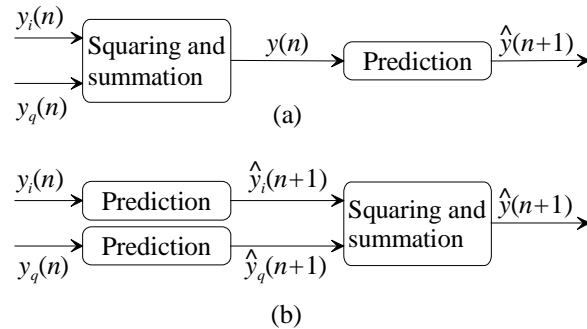 y_i(n)
Squaring and
summation
y(n)
Prediction
ŷ(n+1)
y_q(n)
(a)
y_i(n)
Prediction
ŷ_i(n+1)
Squaring and
summation
ŷ(n+1)
y_q(n)
Prediction
ŷ_q(n+1)
(b)